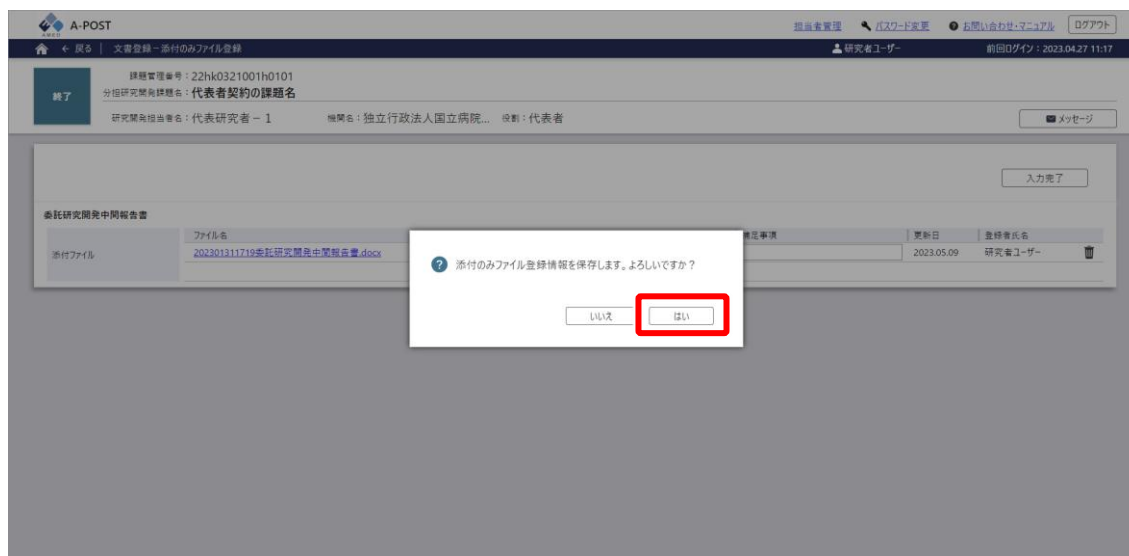 A-POST
AMED
担当者管理 パスワード変更 お問い合わせ・マニュアル ログアウト
← 戻る 文書登録－添付のみファイル登録 研究者ユーザー 前回ログイン：2023.04.27 11:17
終了
課題管理番号：22hk0321001h0101
分担研究開発課題名：代表者契約の課題名
研究開発担当者名：代表研究者－1 機関名：独立行政法人国立病院... 役割：代表者 メッセージ
入力完了
委託研究開発中間報告書
添付ファイル
ファイル名 補足事項 更新日 登録者氏名
202301311719委託研究開発中間報告書.docx 2023.05.09 研究者ユーザー
添付のみファイル登録情報を保存します。よろしいですか？
いいえ はい